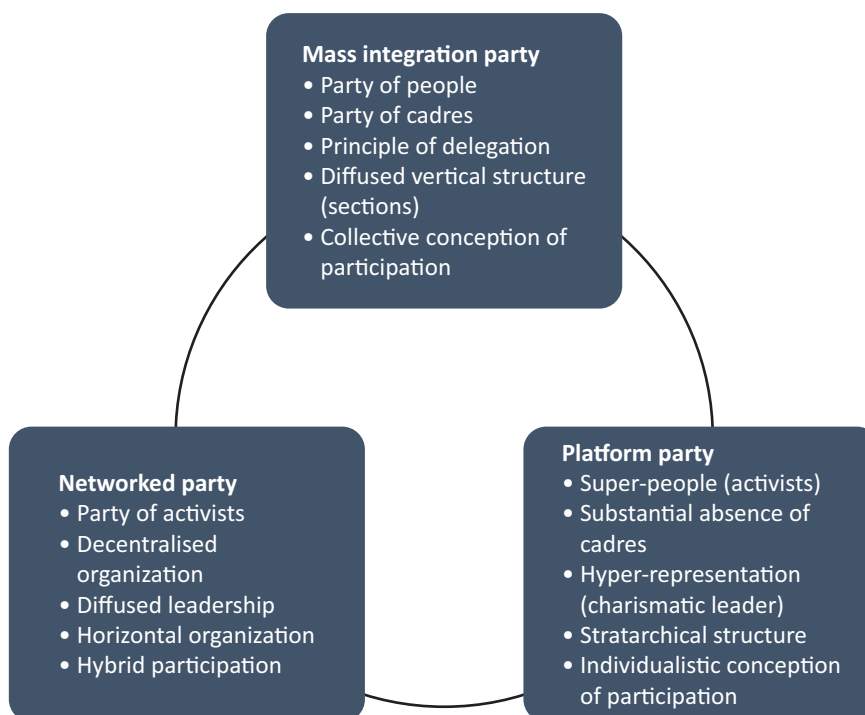 Mass integration party
• Party of people
• Party of cadres
• Principle of delegation
• Diffused vertical structure
(sections)
• Collective conception of
participation
Networked party
• Party of activists
• Decentralised
organization
• Diffused leadership
• Horizontal organization
• Hybrid participation
Platform party
• Super-people (activists)
• Substantial absence of
cadres
• Hyper-representation
(charismatic leader)
• Stratarchical structure
• Individualistic conception
of participation